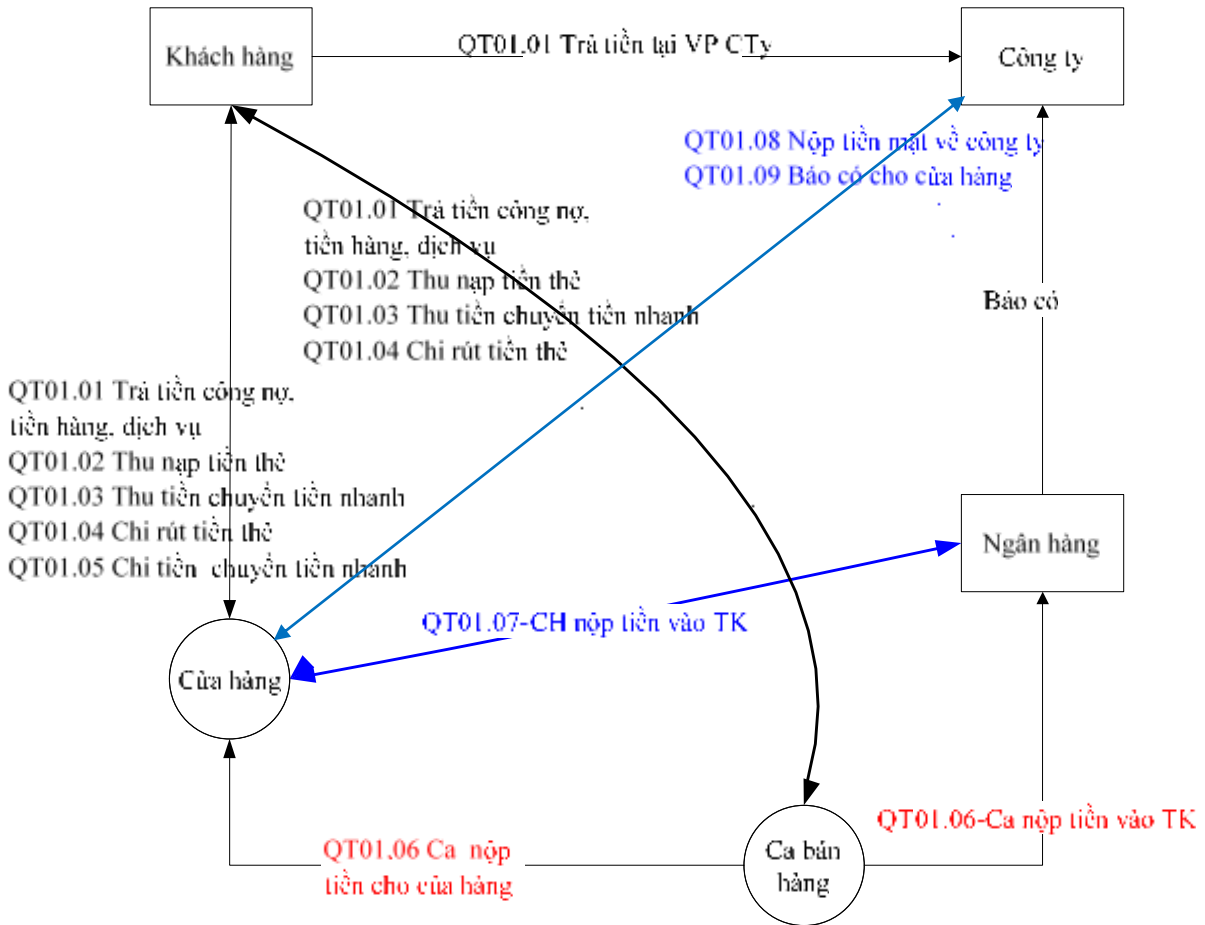 Khách hàng
QT01.01 Trả tiền tại VP CTy
Công ty
QT01.08 Nộp tiền mặt về công ty
QT01.09 Báo có cho cửa hàng
QT01.01 Trả tiền công nợ,
tiền hàng, dịch vụ
QT01.02 Thu nạp tiền thẻ
QT01.03 Thu tiền chuyển tiền nhanh
QT01.04 Chi rút tiền thẻ
Báo có
QT01.01 Trả tiền công nợ,
tiền hàng, dịch vụ
QT01.02 Thu nạp tiền thẻ
QT01.03 Thu tiền chuyển tiền nhanh
QT01.04 Chi rút tiền thẻ
QT01.05 Chi tiền chuyển tiền nhanh
Ngân hàng
QT01.07-CH nộp tiền vào TK
Cửa hàng
QT01.06 Ca nộp
tiền cho cửa hàng
Ca bán
hàng
QT01.06-Ca nộp tiền vào TK